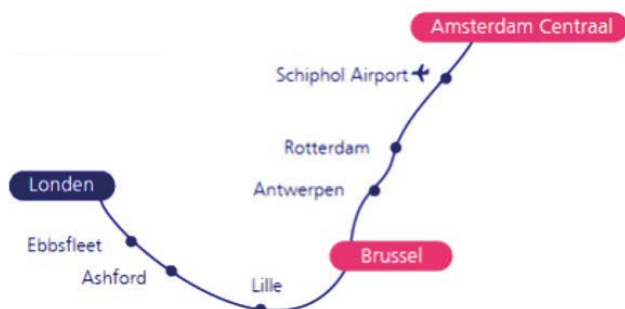 Amsterdam Centraal
Schiphol Airport
Rotterdam
Londen
Antwerpen
Ebbsfleet
Brussel
Ashford
Lille